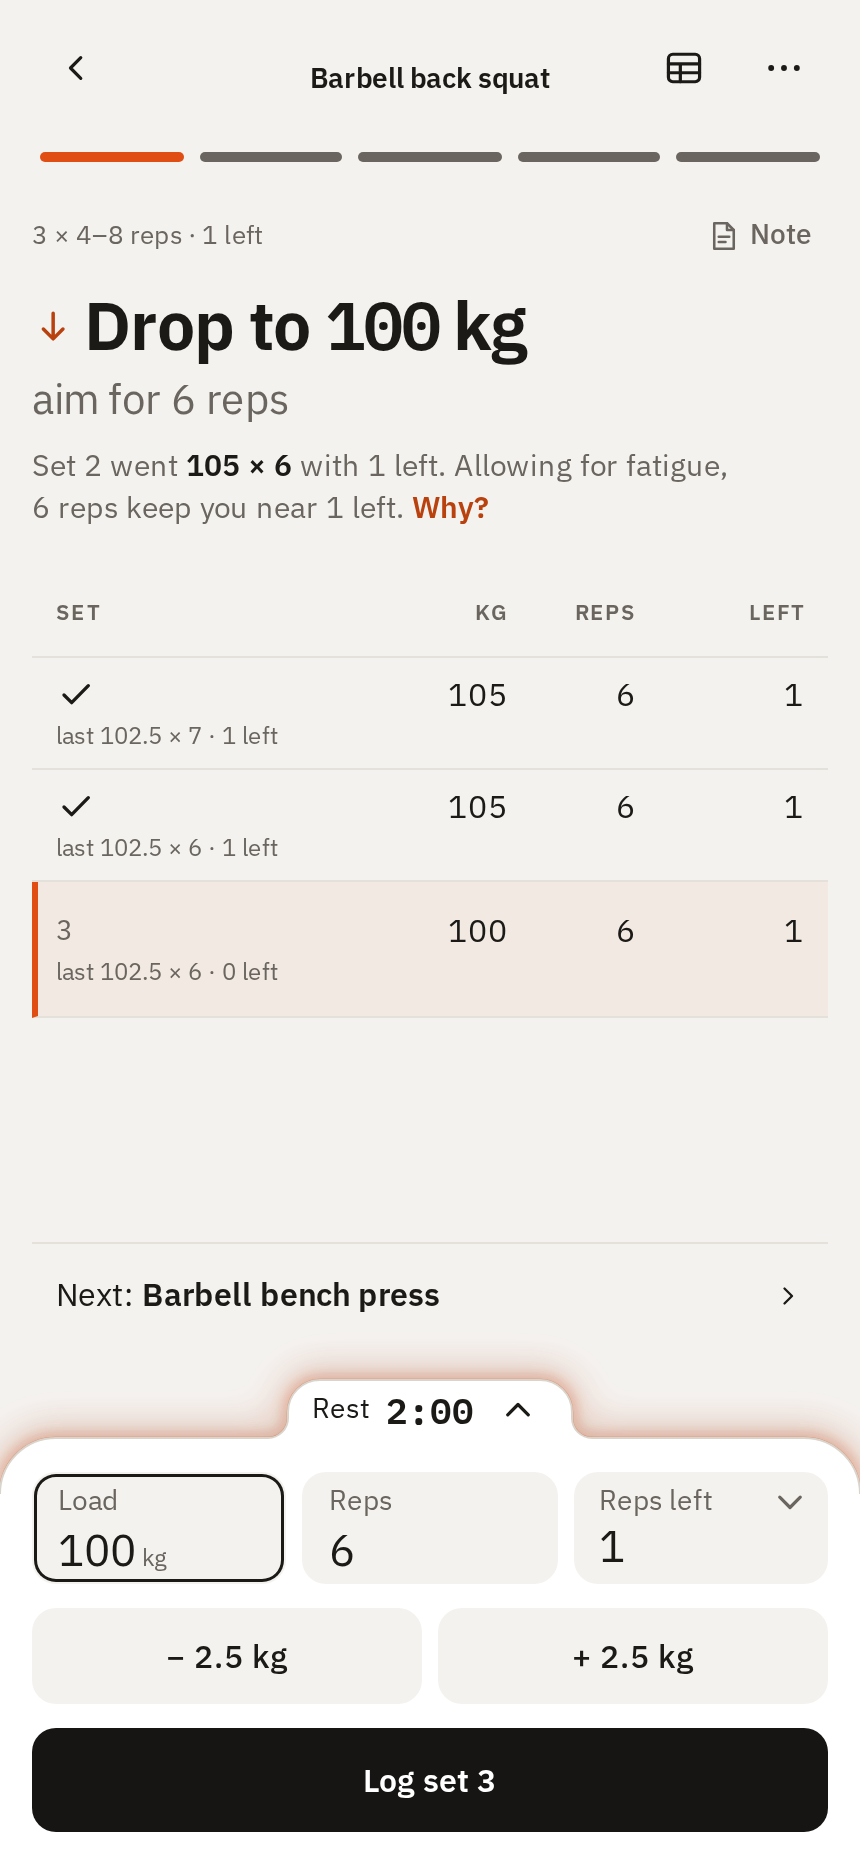 Barbell back squat
3 × 4–8 reps · 1 left
Note
Drop to 100 kg
aim for 6 reps
Set 2 went 105 × 6 with 1 left. Allowing for fatigue,
6 reps keep you near 1 left. Why?
SET KG REPS LEFT
105 6 1
last 102.5 × 7 · 1 left
105 6 1
last 102.5 × 6 · 1 left
3 100 6 1
last 102.5 × 6 · 0 left
Next: Barbell bench press
Rest 2:00
Load Reps Reps left
100 kg 6 1
− 2.5 kg + 2.5 kg
Log set 3